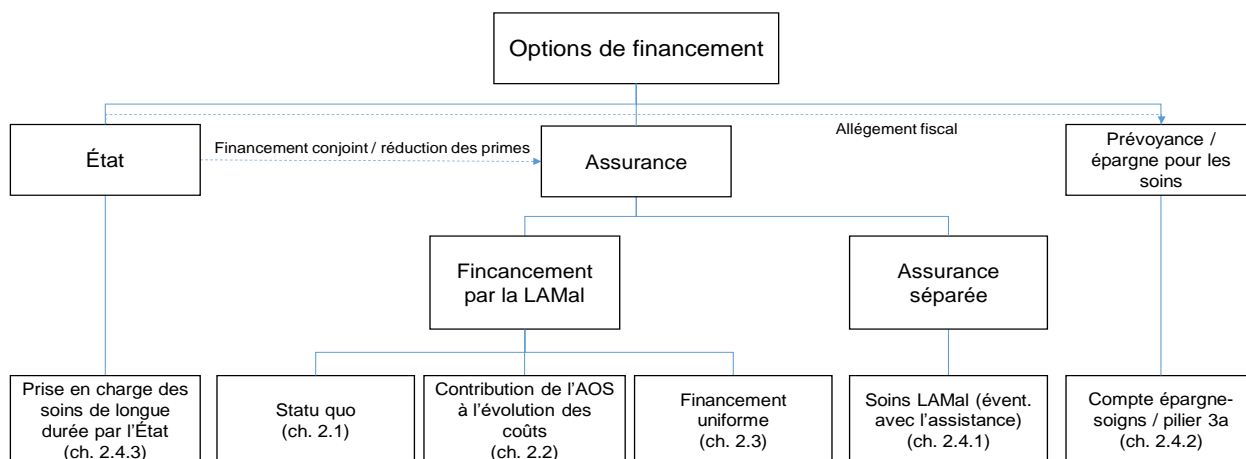 Options de financement
Allégement fiscal
État
Financement conjoint / réduction des primes
Assurance
Prévoyance /
épargne pour les
soins
Fincancement
par la LAMal
Assurance
séparée
Prise en charge des
soins de longue
durée par l'État
(ch. 2.4.3)
Statu quo
(ch. 2.1)
Contribution de l'AOS
à l'évolution des
coûts
(ch. 2.2)
Financement
uniforme
(ch. 2.3)
Soins LAMal (évent.
avec l'assistance)
(ch. 2.4.1)
Compte épargne-
soigns / pilier 3a
(ch. 2.4.2)